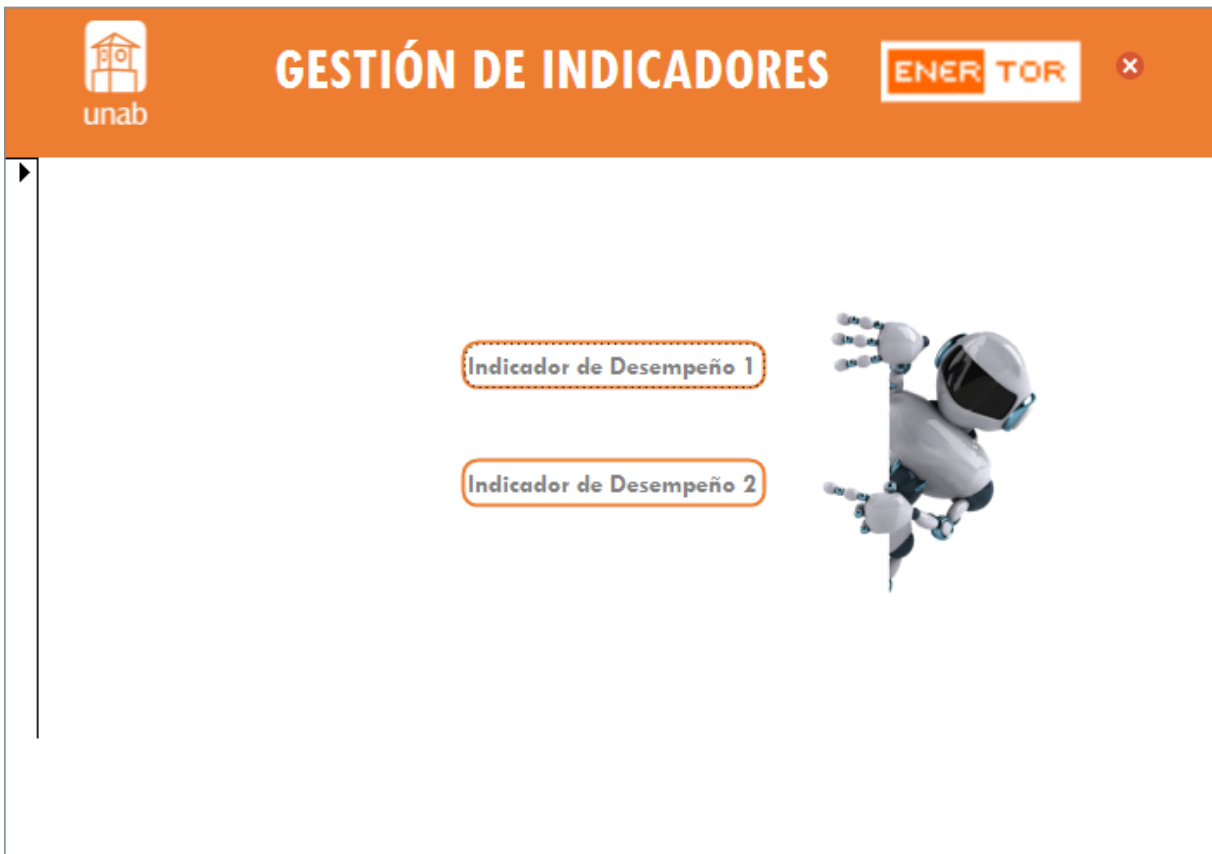 unab
GESTIÓN DE INDICADORES
ENER TOR
Indicador de Desempeño 1
Indicador de Desempeño 2